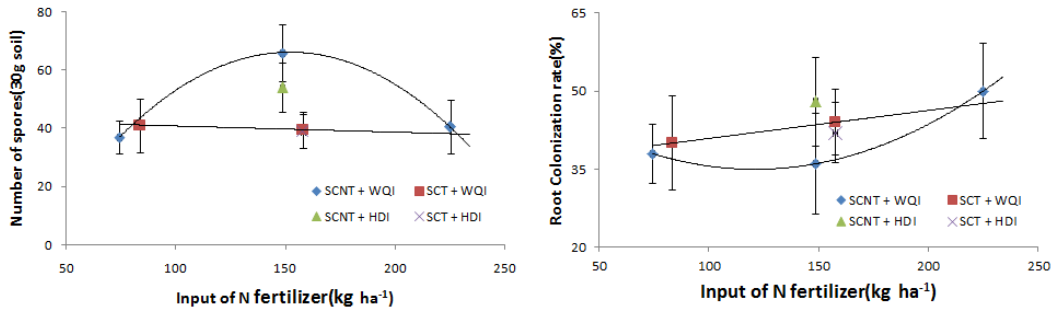 Number of spores(30g soil)
80
60
40
20
0
SCNT + WQI
SCT + WQI
SCNT + HDI
SCT + HDI
50
100
150
200
250
Input of N fertilizer(kg ha-1)
Root Colonization rate(%)
65
50
35
20
SCNT + WQI
SCT + WQI
SCNT + HDI
SCT + HDI
50
100
150
200
250
Input of N fertilizer(kg ha-1)